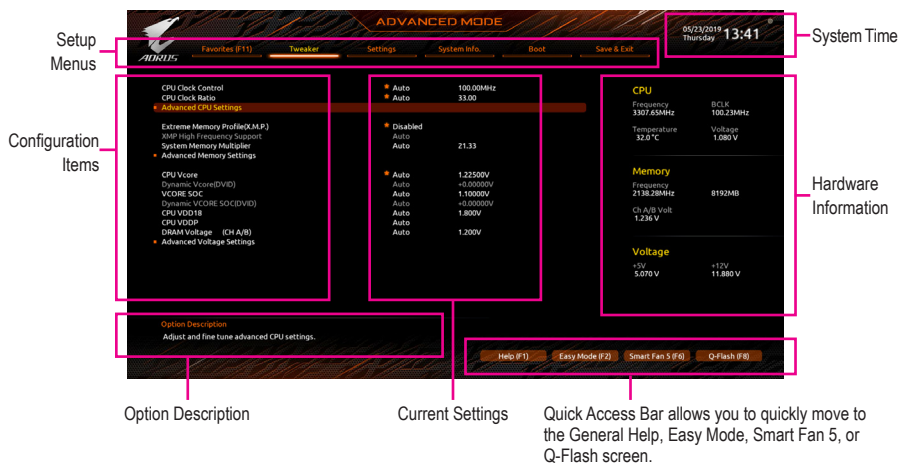 ADVANCED MODE
05/23/2019
Thursday
13:41
System Time
Setup
Menus
AORUS
Favorites (F11)
Tweaker
Settings
System Info.
Boot
Save & Exit
Configuration
Items
CPU Clock Control
Auto
100.00MHz
CPU Clock Ratio
Auto
33.00
Advanced CPU Settings
Extreme Memory Profile(X.M.P.)
Disabled
XMP High Frequency Support
Auto
System Memory Multiplier
Auto
21.33
Advanced Memory Settings
CPU Vcore
Auto
1.22500V
Dynamic Vcore(DVID)
Auto
+0.00000V
VCORE SOC
Auto
1.10000V
Dynamic VCORE SOC(DVID)
Auto
+0.00000V
CPU VDD18
Auto
1.800V
CPU VDDP
Auto
DRAM Voltage (CH A/B)
Auto
1.200V
Advanced Voltage Settings
CPU
Frequency
BCLK
3307.65MHz
100.23MHz
Temperature
Voltage
32.0 °C
1.080 V
Memory
Frequency
2138.28MHz
8192MB
Ch A/B Volt
1.236 V
Voltage
+5V
+12V
5.070 V
11.880 V
Hardware
Information
Option Description
Adjust and fine tune advanced CPU settings.
Help (F1)
Easy Mode (F2)
Smart Fan 5 (F6)
Q-Flash (F8)
Option Description
Current Settings
Quick Access Bar allows you to quickly move to
the General Help, Easy Mode, Smart Fan 5, or
Q-Flash screen.